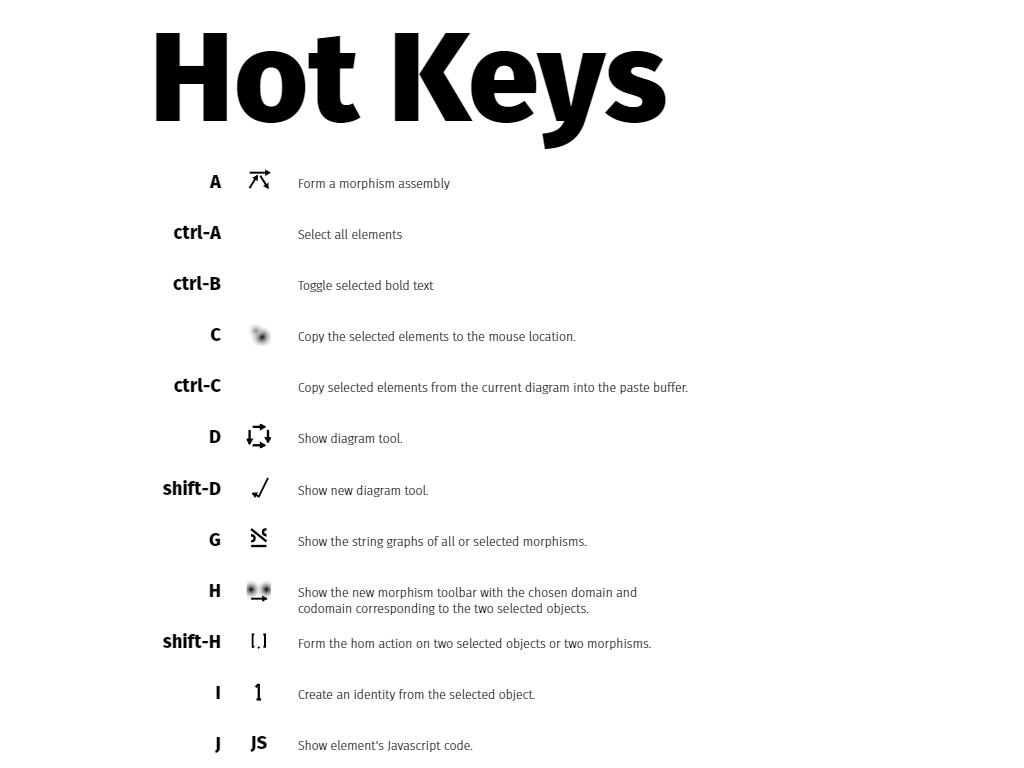 Hot Keys
A Form a morphism assembly
ctrl-A Select all elements
ctrl-B Toggle selected bold text
C Copy the selected elements to the mouse location.
ctrl-C Copy selected elements from the current diagram into the paste buffer.
D Show diagram tool.
shift-D Show new diagram tool.
G Show the string graphs of all or selected morphisms.
H Show the new morphism toolbar with the chosen domain and
codomain corresponding to the two selected objects.
shift-H [.] Form the hom action on two selected objects or two morphisms.
I 1 Create an identity from the selected object.
J JS Show element's Javascript code.